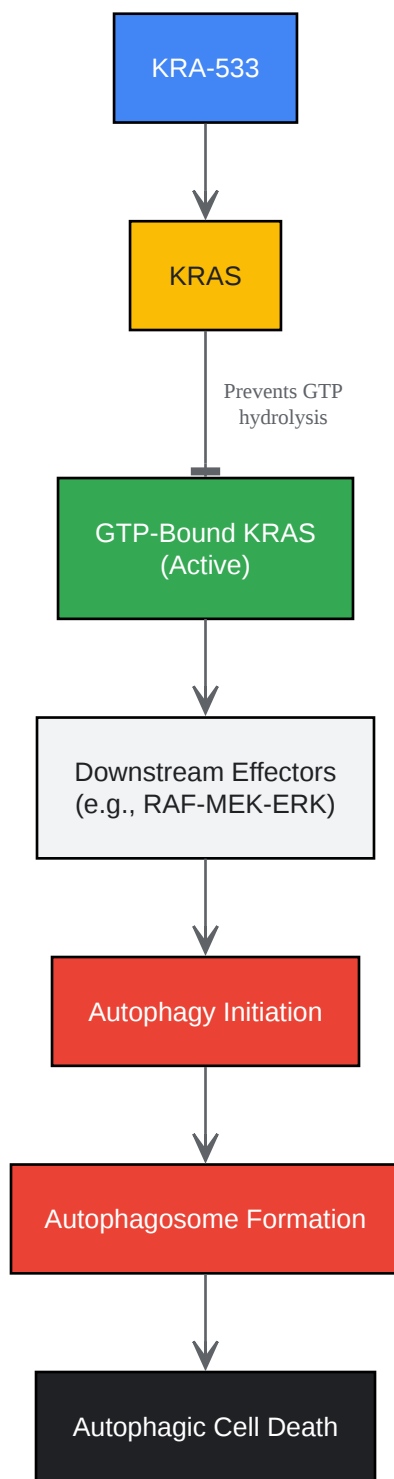 KRA-533
KRAS
Prevents GTP
hydrolysis
GTP-Bound KRAS
(Active)
Downstream Effectors
(e.g., RAF-MEK-ERK)
Autophagy Initiation
Autophagosome Formation
Autophagic Cell Death